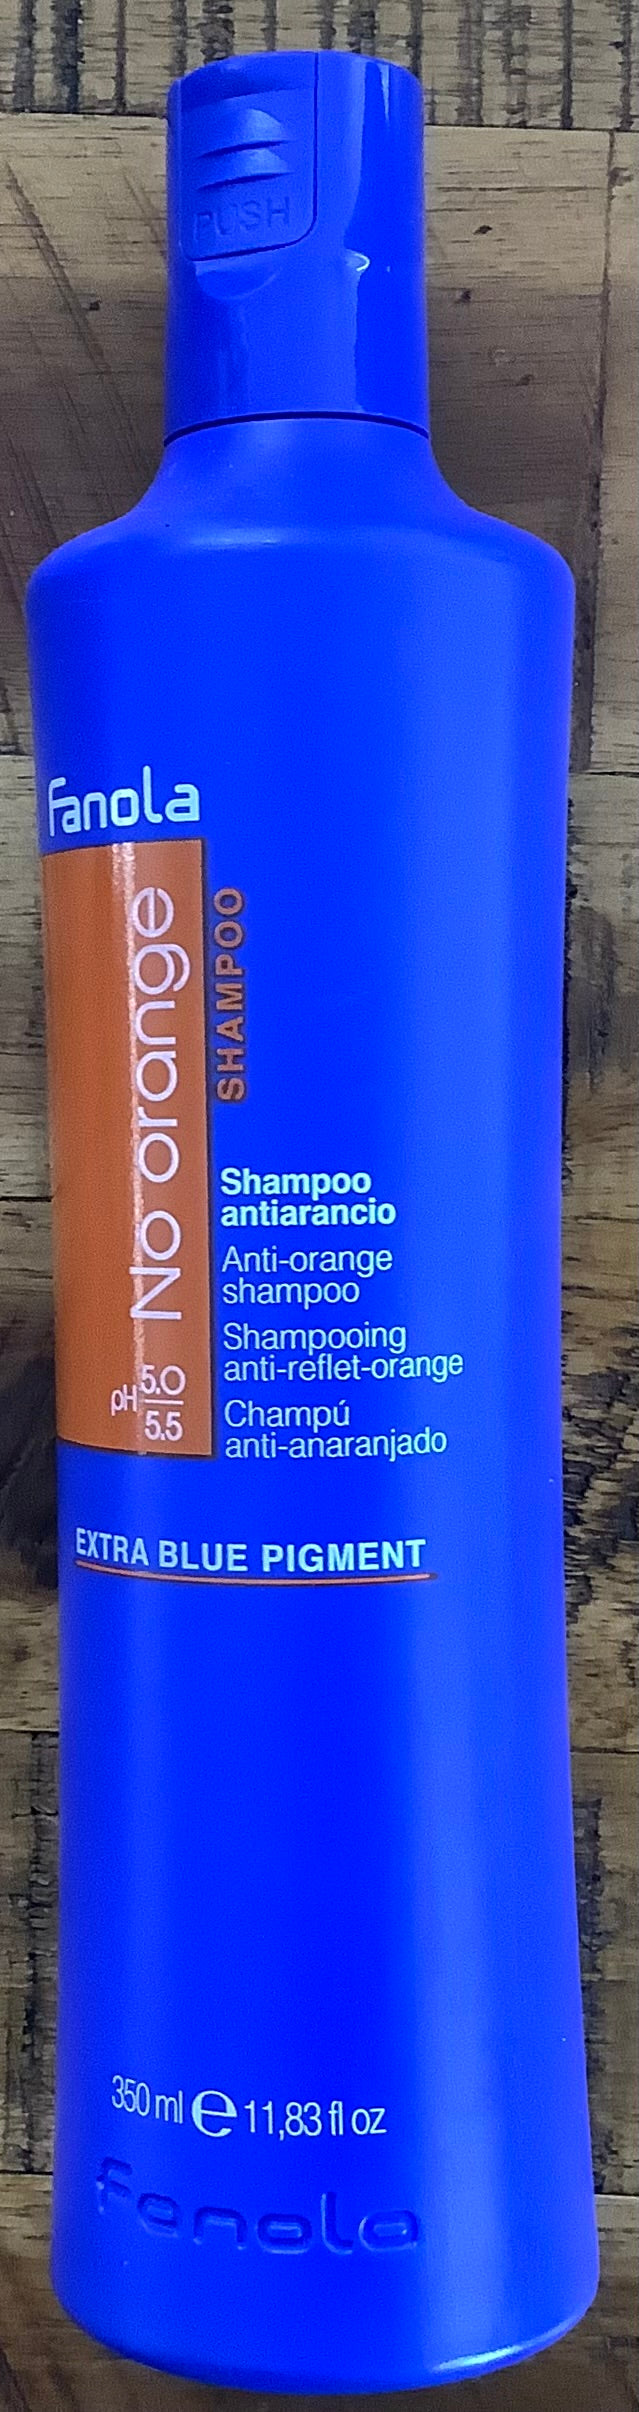 PUSH
Fanola
No orange
SHAMPOO
pH 5.0
5.5
Shampoo
antiarancio
Anti-orange
shampoo
Shampooing
anti-reflet-orange
Champú
anti-anaranjado
EXTRA BLUE PIGMENT
350 ml e 11,83 fl oz
fanola